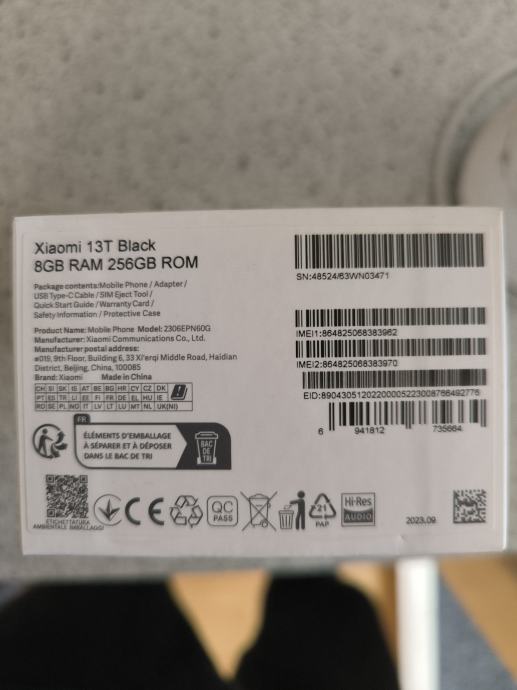 Xiaomi 13T Black
8GB RAM 256GB ROM
Package contents:Mobile Phone / Adapter /
USB Type-C Cable / SIM Eject Tool /
Quick Start Guide / Warranty Card /
Safety Information / Protective Case
Product Name: Mobile Phone Model: 2306EPN60G
Manufacturer: Xiaomi Communications Co., Ltd.
Manufacturer postal address:
#019, 9th Floor, Building 6, 33 Xi'erqi Middle Road, Haidian
District, Beijing, China, 100085
Brand: Xiaomi Made in China
CH SI SK IS AT BE BG HR CY CZ DK
PT ES TR LI EE FI FR DE EL HU IE
RO SE PL NO IT LV LT LU MT NL UK(NI)
SN:48524/63WN03471
IMEI1:864825068383962
IMEI2:864825068383970
EID:89043051202200005223008766492776
6 941812 735664
FR
ÉLÉMENTS D'EMBALLAGE
À SÉPARER ET À DÉPOSER
DANS LE BAC DE TRI
BAC
DE
TRI
ETICHETTATURA
AMBIENTALE IMBALLAGGI
CE
QC
PASS
21
PAP
Hi-Res
AUDIO
2023.09